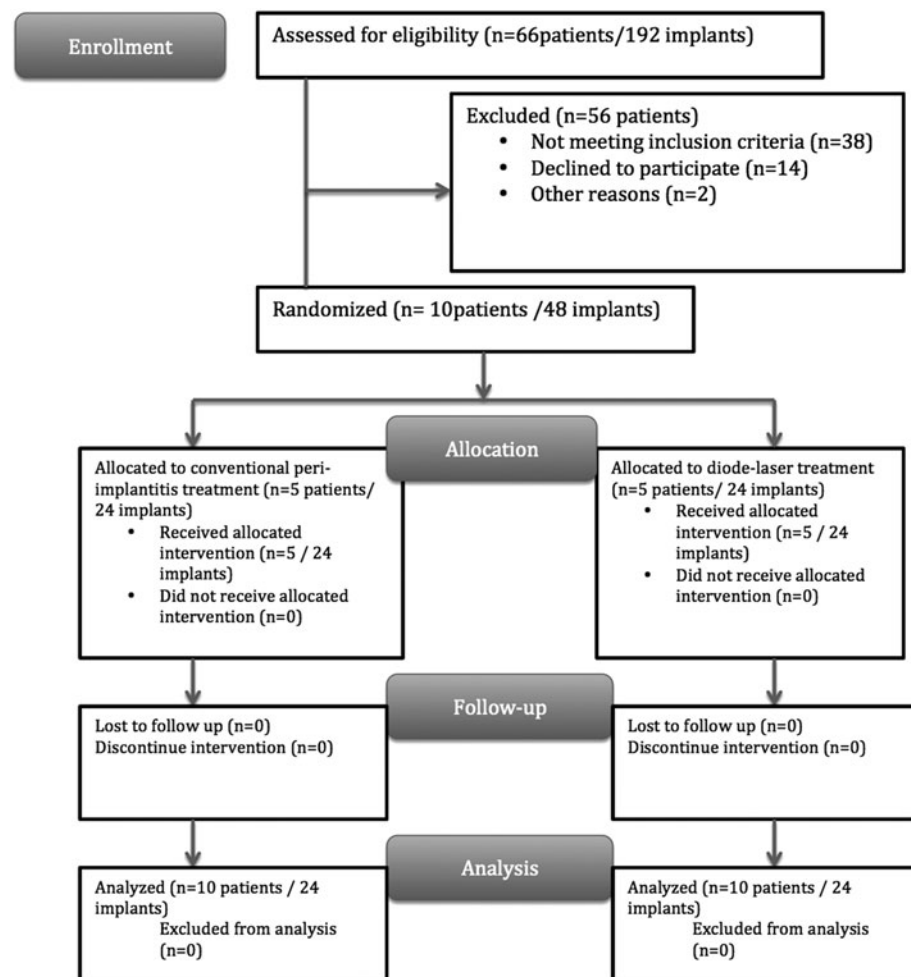 Enrollment
Assessed for eligibility (n=66patients/192 implants)
Excluded (n=56 patients)
• Not meeting inclusion criteria (n=38)
• Declined to participate (n=14)
• Other reasons (n=2)
Randomized (n= 10patients /48 implants)
Allocation
Allocated to conventional peri-
implantitis treatment (n=5 patients/
24 implants)
• Received allocated
intervention (n=5 / 24
implants)
• Did not receive allocated
intervention (n=0)
Allocated to diode-laser treatment
(n=5 patients/ 24 implants)
• Received allocated
intervention (n=5 / 24
implants)
• Did not receive allocated
intervention (n=0)
Follow-up
Lost to follow up (n=0)
Discontinue intervention (n=0)
Lost to follow up (n=0)
Discontinue intervention (n=0)
Analysis
Analyzed (n=10 patients / 24
implants)
Excluded from analysis
(n=0)
Analyzed (n=10 patients / 24
implants)
Excluded from analysis
(n=0)